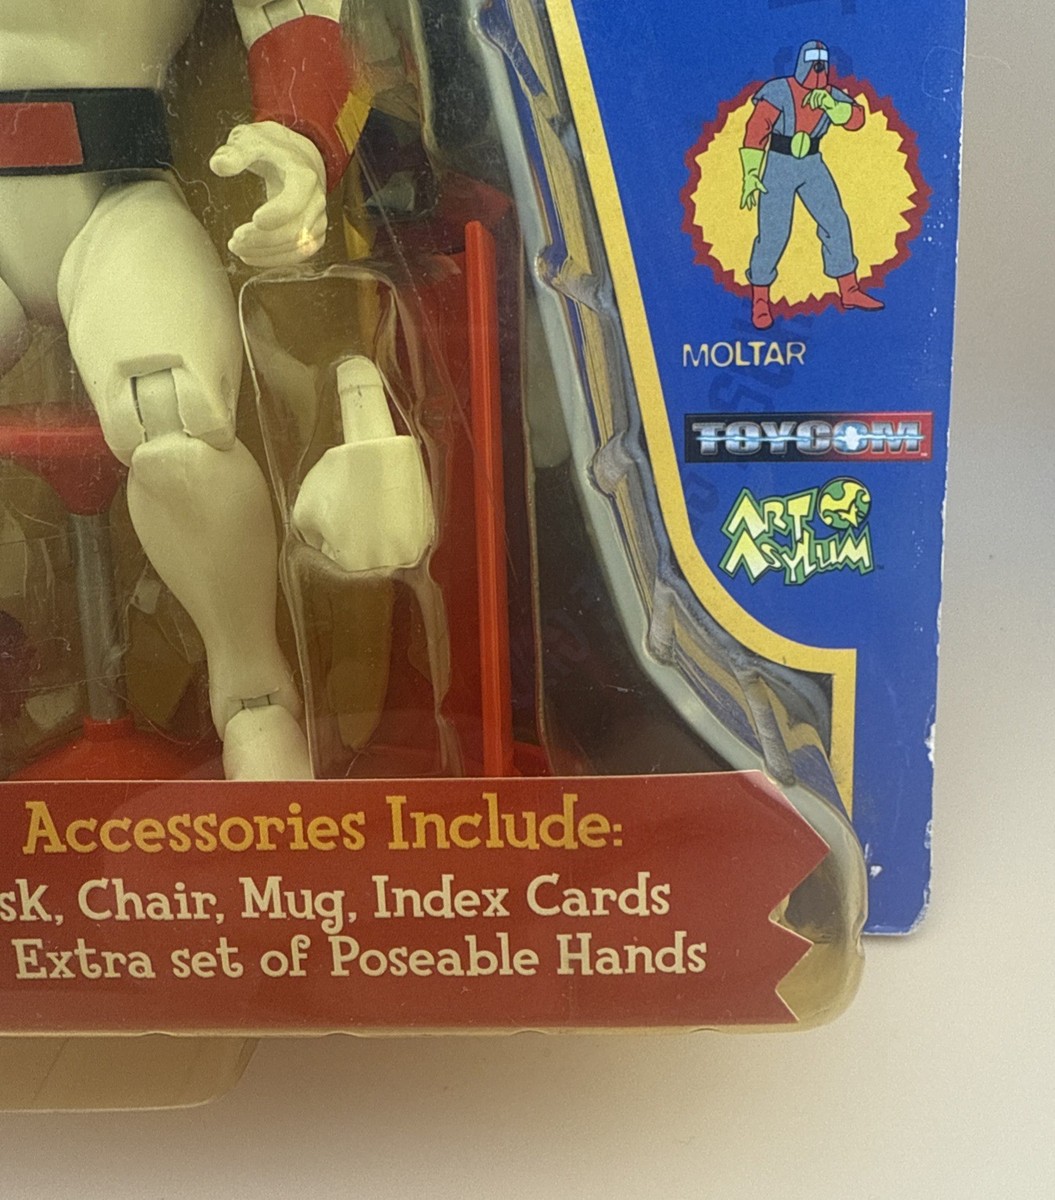 MOLTAR
TOYCOM
ART
ASYLUM
Accessories Include:
sk, Chair, Mug, Index Cards
Extra set of Poseable Hands